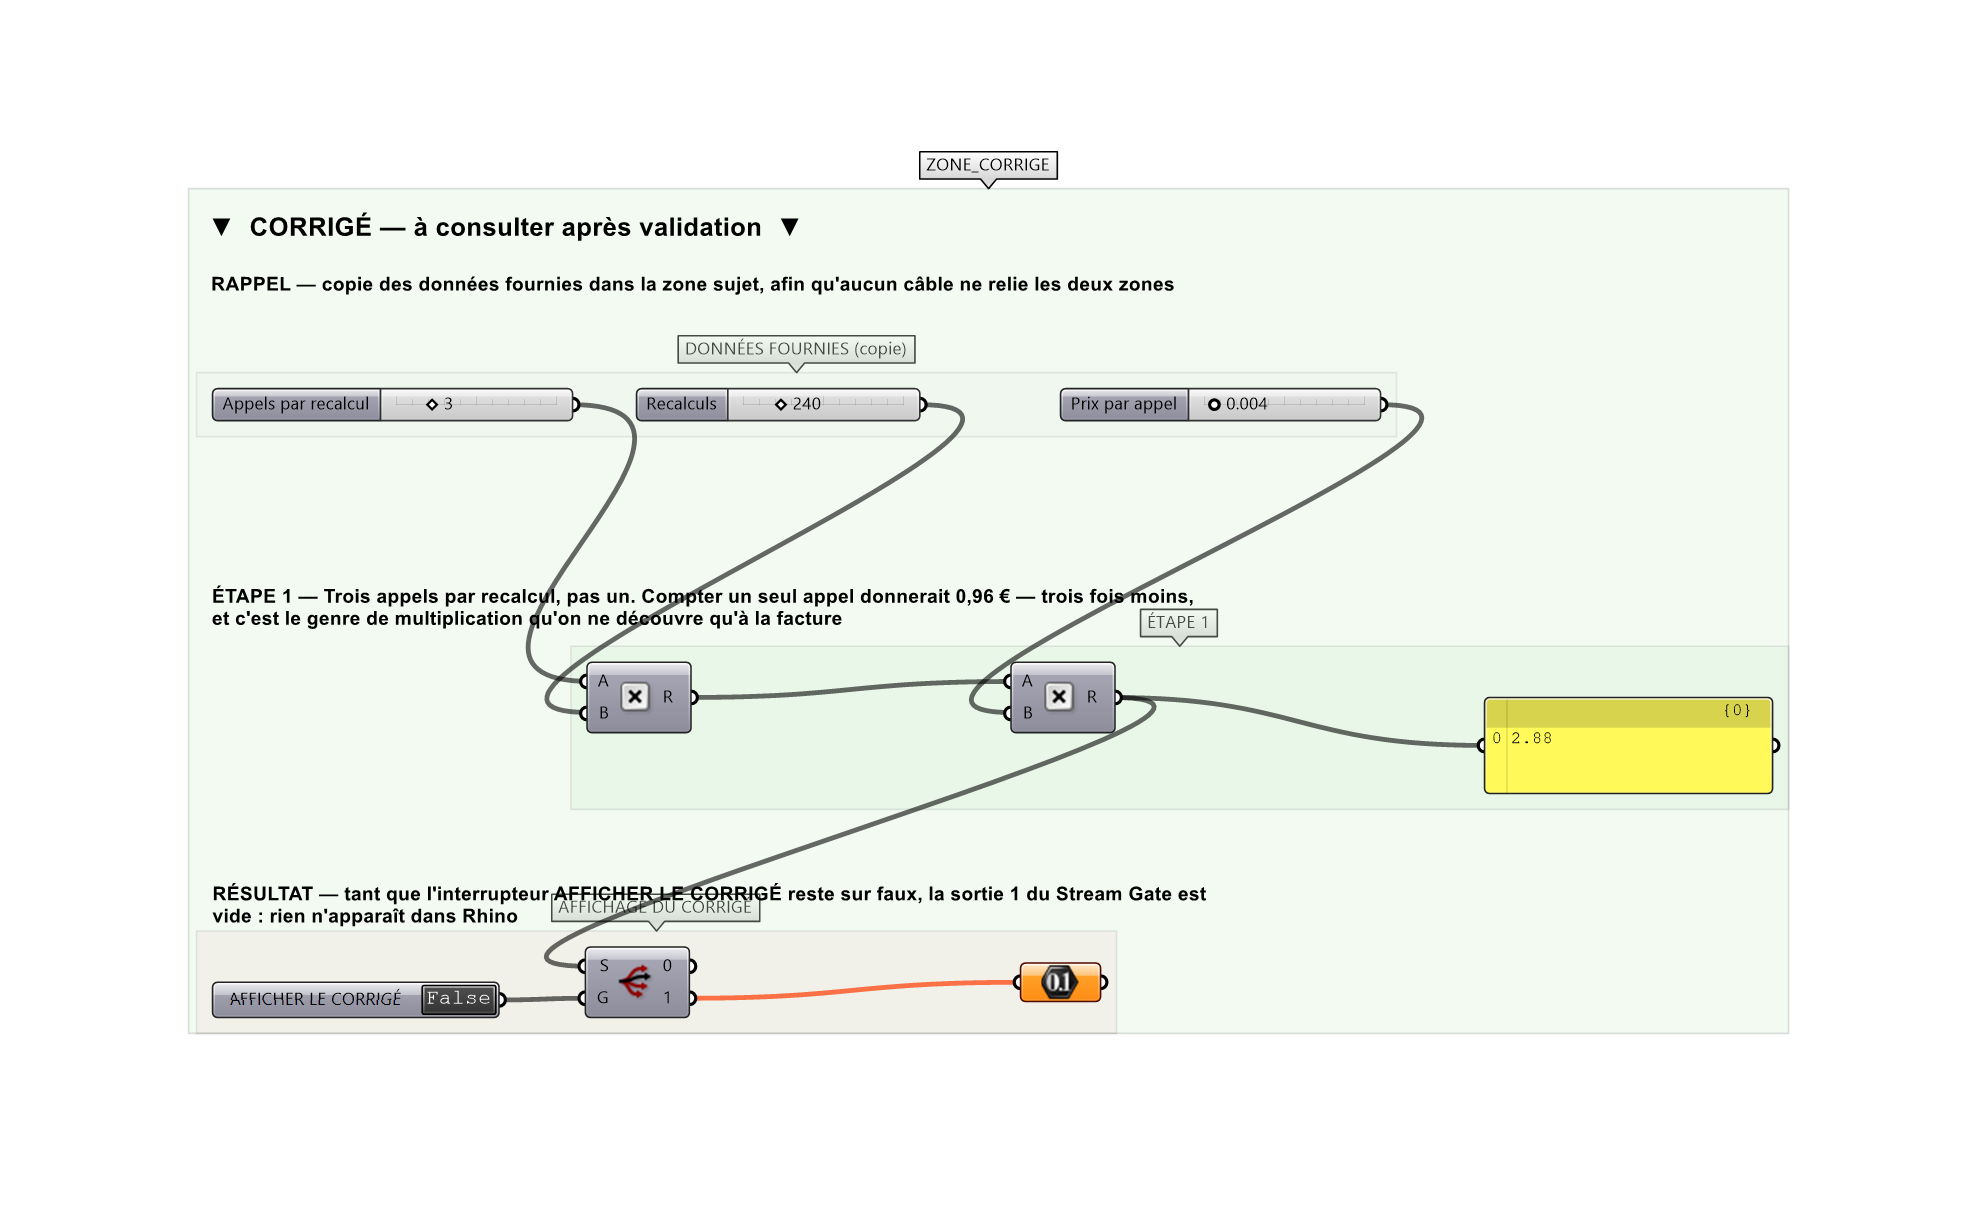 ZONE_CORRIGE
▼ CORRIGÉ — à consulter après validation ▼
RAPPEL — copie des données fournies dans la zone sujet, afin qu'aucun câble ne relie les deux zones
DONNÉES FOURNIES (copie)
Appels par recalcul 3
Recalculs 240
Prix par appel 0.004
ÉTAPE 1 — Trois appels par recalcul, pas un. Compter un seul appel donnerait 0,96 € — trois fois moins,
et c'est le genre de multiplication qu'on ne découvre qu'à la facture
ÉTAPE 1
A
B
R
A
B
R
{0}
0 2.88
RÉSULTAT — tant que l'interrupteur AFFICHER LE CORRIGÉ reste sur faux, la sortie 1 du Stream Gate est
vide : rien n'apparaît dans Rhino
AFFICHAGE DU CORRIGÉ
AFFICHER LE CORRIGÉ False
S 0
G 1
0.1